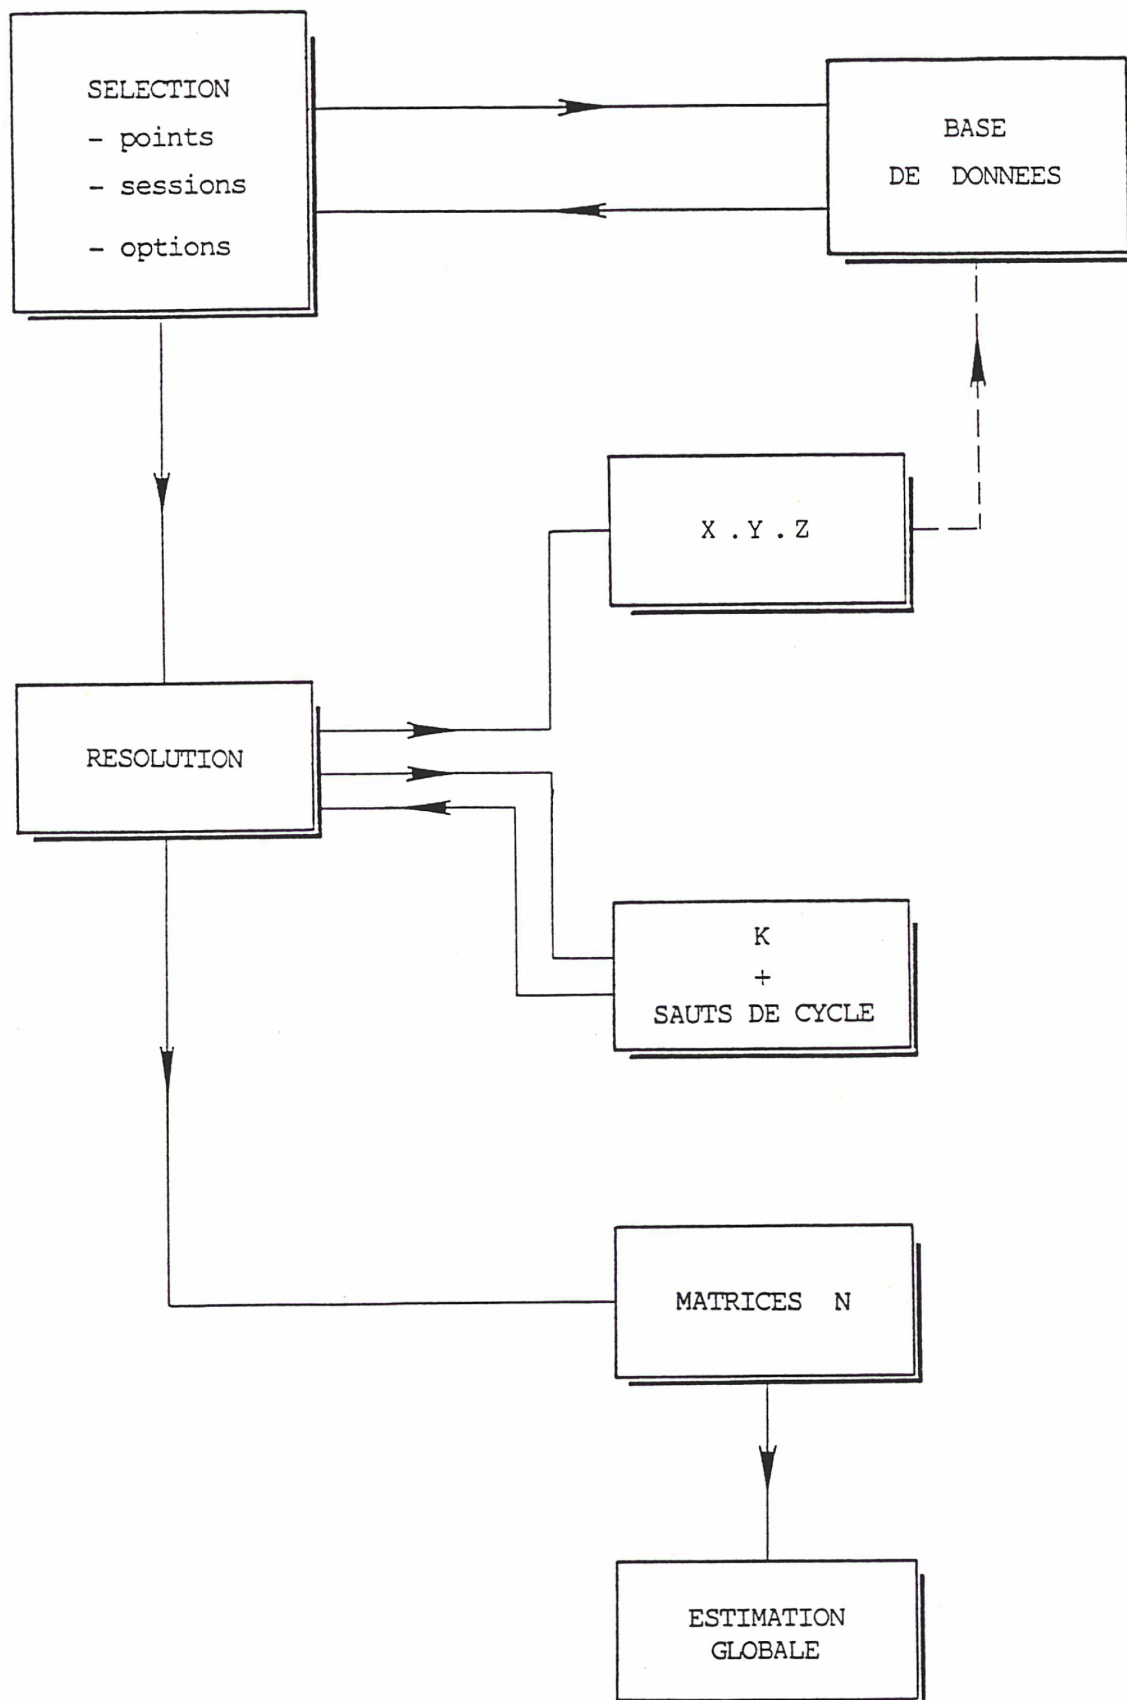 SELECTION
- points
- sessions
- options
BASE
DE DONNEES
X . Y . Z
RESOLUTION
K
+
SAUTS DE CYCLE
MATRICES N
ESTIMATION
GLOBALE